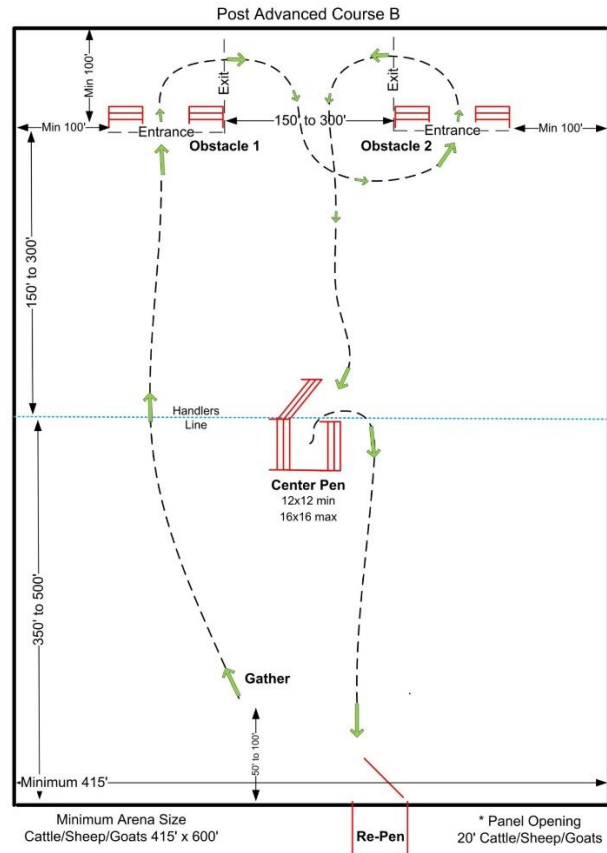 Post Advanced Course B
Min 100'
Exit
Exit
Min 100'
Entrance
150' to 300'
Entrance
Min 100'
Obstacle 1
Obstacle 2
150' to 300'
Handlers
Line
Center Pen
12x12 min
16x16 max
350' to 500'
Gather
50' to 100'
Minimum 415'
Minimum Arena Size
Cattle/Sheep/Goats 415' x 600'
Re-Pen
* Panel Opening
20' Cattle/Sheep/Goats